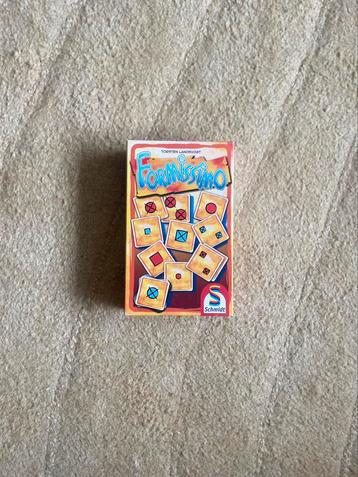 TORSTEN LANDSVOGT
FORMISSIMO
S
Schmidt